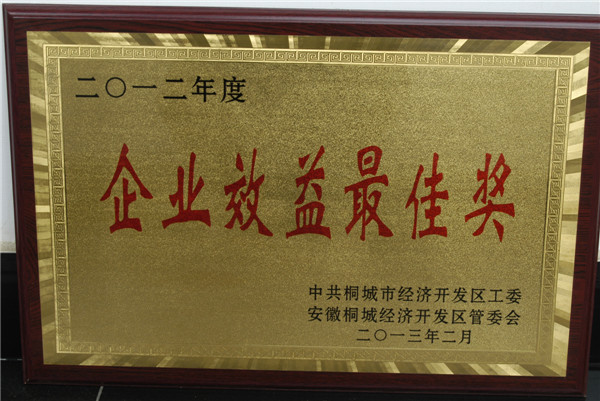 二〇一二年度
企业效益最佳奖
中共桐城市经济开发区工委
安徽桐城经济开发区管委会
二〇一三年二月